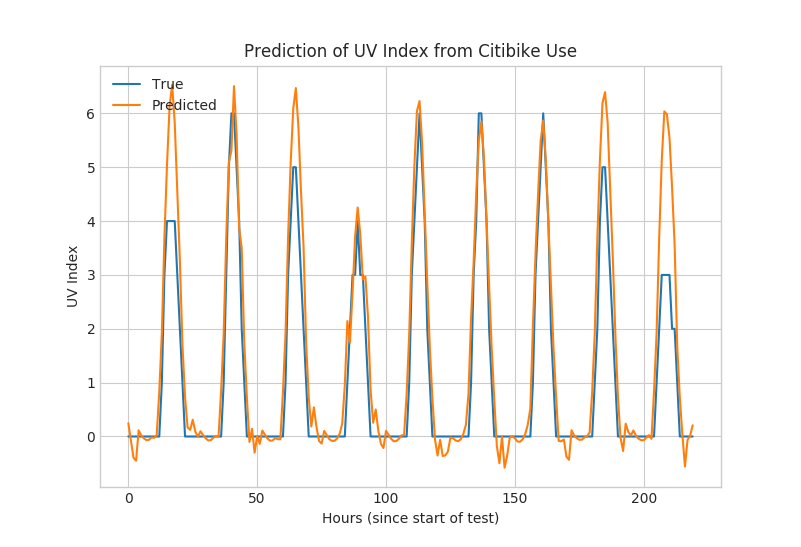 Prediction of UV Index from Citibike Use
True
Predicted
6
5
4
3
2
1
0
UV Index
0 50 100 150 200
Hours (since start of test)